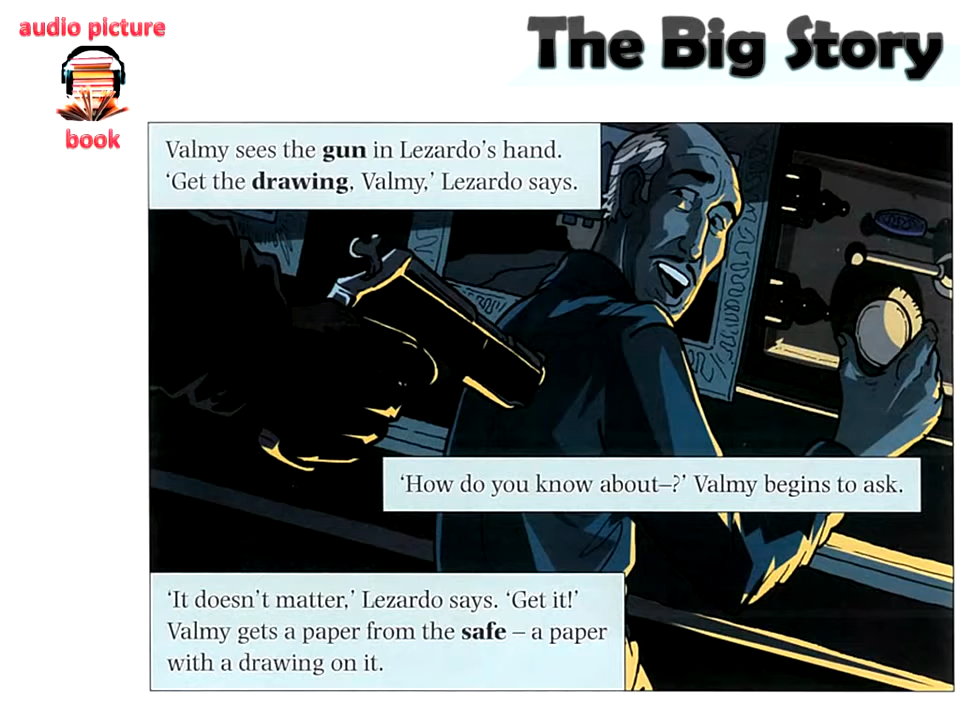 audio picture
book
The Big Story
Valmy sees the gun in Lezardo's hand.
‘Get the drawing, Valmy,’ Lezardo says.
‘How do you know about–?’ Valmy begins to ask.
‘It doesn't matter,’ Lezardo says. ‘Get it!’
Valmy gets a paper from the safe – a paper
with a drawing on it.